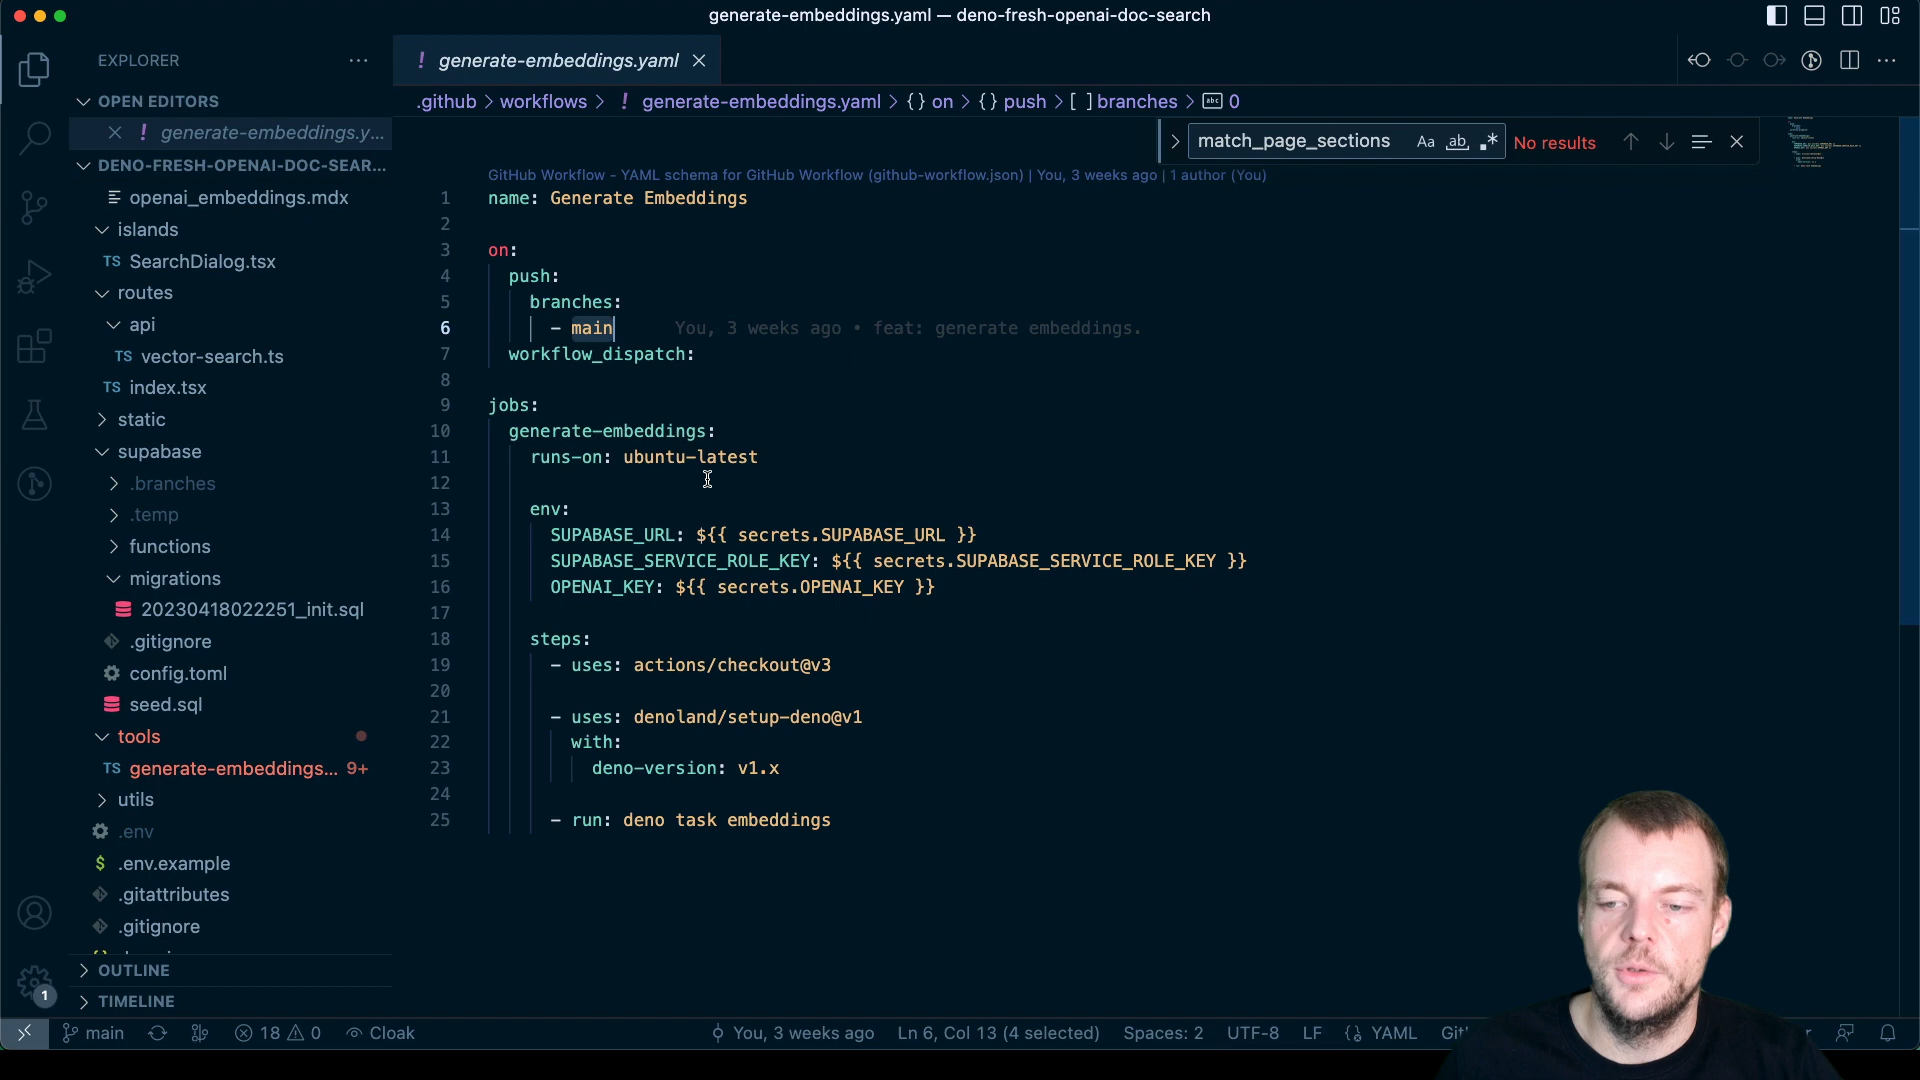 generate-embeddings.yaml — deno-fresh-openai-doc-search
EXPLORER
OPEN EDITORS
generate-embeddings.y...
DENO-FRESH-OPENAI-DOC-SEAR...
openai_embeddings.mdx
islands
TS SearchDialog.tsx
routes
api
TS vector-search.ts
TS index.tsx
static
supabase
.branches
.temp
functions
migrations
20230418022251_init.sql
.gitignore
config.toml
seed.sql
tools
TS generate-embeddings... 9+
utils
.env
$ .env.example
.gitattributes
.gitignore
OUTLINE
TIMELINE
1
! generate-embeddings.yaml
.github > workflows > ! generate-embeddings.yaml > {} on > {} push > [ ] branches > abc 0
match_page_sections Aa ab .* No results
GitHub Workflow - YAML schema for GitHub Workflow (github-workflow.json) | You, 3 weeks ago | 1 author (You)
1 name: Generate Embeddings
2
3 on:
4 push:
5 branches:
6 - main You, 3 weeks ago • feat: generate embeddings.
7 workflow_dispatch:
8
9 jobs:
10 generate-embeddings:
11 runs-on: ubuntu-latest
12
13 env:
14 SUPABASE_URL: ${{ secrets.SUPABASE_URL }}
15 SUPABASE_SERVICE_ROLE_KEY: ${{ secrets.SUPABASE_SERVICE_ROLE_KEY }}
16 OPENAI_KEY: ${{ secrets.OPENAI_KEY }}
17
18 steps:
19 - uses: actions/checkout@v3
20
21 - uses: denoland/setup-deno@v1
22 with:
23 deno-version: v1.x
24
25 - run: deno task embeddings
main 18 0 Cloak You, 3 weeks ago Ln 6, Col 13 (4 selected) Spaces: 2 UTF-8 LF {} YAML